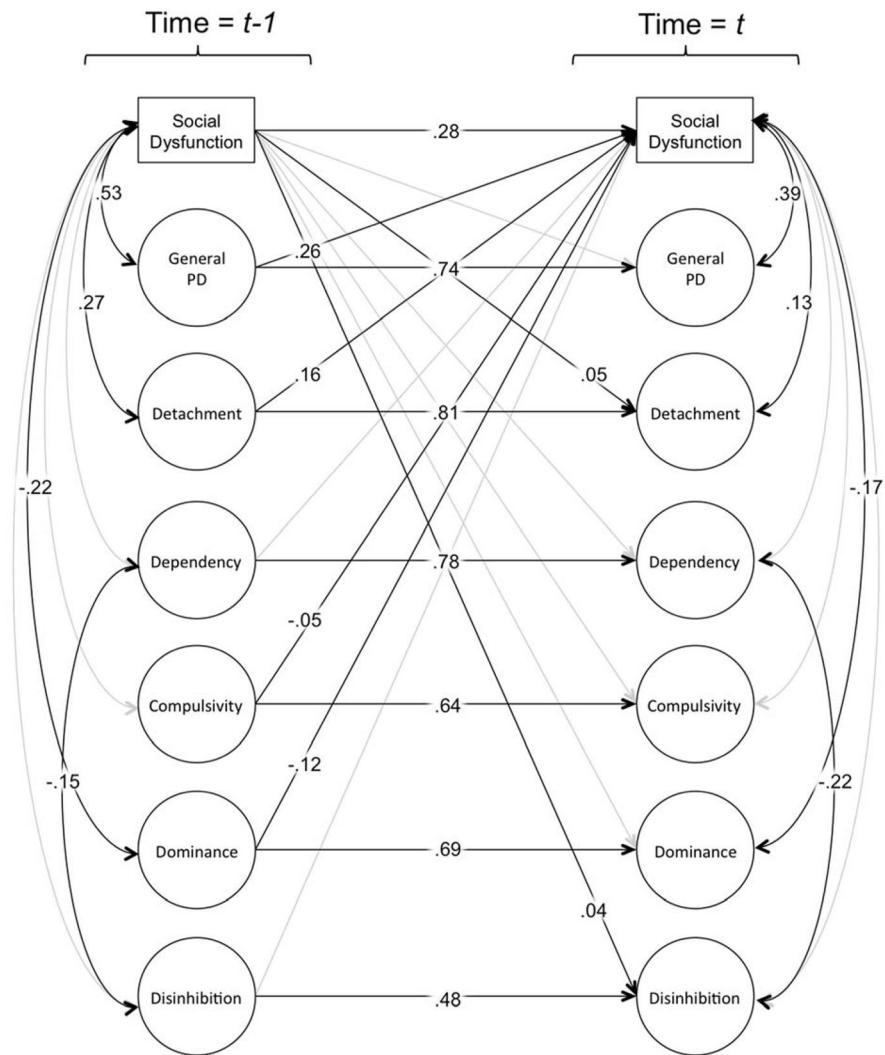 Time = t-1
Time = t
Social
Dysfunction
.28
Social
Dysfunction
.53
.39
General
PD
.26
.74
General
PD
.27
.13
.16
.05
Detachment
.81
Detachment
-.22
-.17
Dependency
.78
Dependency
-.05
Compulsivity
.64
Compulsivity
-.12
-.15
-.22
Dominance
.69
Dominance
.04
Disinhibition
.48
Disinhibition